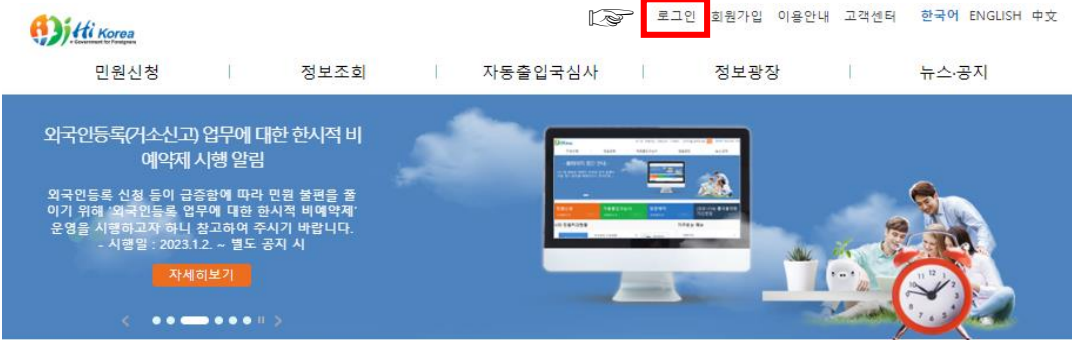 로그인 회원가입 이용안내 고객센터 한국어 ENGLISH 中文
Hi Korea
e-Government for Foreigners
민원신청 정보조회 자동출입국심사 정보광장 뉴스·공지
외국인등록(거소신고) 업무에 대한 한시적 비
예약제 시행 알림
외국인등록 신청 등이 급증함에 따라 민원 불편을 줄
이기 위해 '외국인등록 업무에 대한 한시적 비예약제'
운영을 시행하고자 하니 참고하여 주시기 바랍니다.
- 시행일 : 2023.1.2. ~ 별도 공지 시
자세히보기